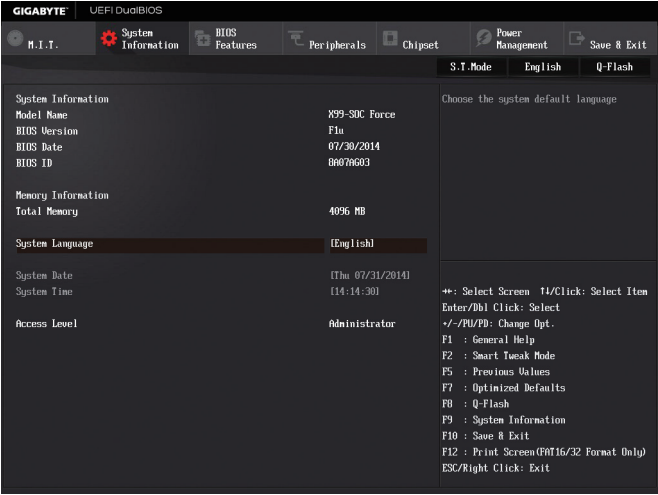 GIGABYTE™ UEFI DualBIOS
M.I.T. System Information BIOS Features Peripherals Chipset Power Management Save & Exit
S.T.Mode English Q-Flash
System Information
Model Name X99-SOC Force
BIOS Version F1u
BIOS Date 07/30/2014
BIOS ID 8A07AG03
Memory Information
Total Memory 4096 MB
System Language [English]
System Date [Thu 07/31/2014]
System Time [14:14:30]
Access Level Administrator
Choose the system default language
→←: Select Screen ↑↓/Click: Select Item
Enter/Dbl Click: Select
+/-/PU/PD: Change Opt.
F1 : General Help
F2 : Smart Tweak Mode
F5 : Previous Values
F7 : Optimized Defaults
F8 : Q-Flash
F9 : System Information
F10 : Save & Exit
F12 : Print Screen(FAT16/32 Format Only)
ESC/Right Click: Exit